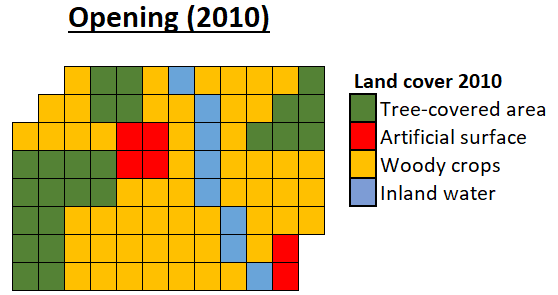 Opening (2010)
Land cover 2010
Tree-covered area
Artificial surface
Woody crops
Inland water